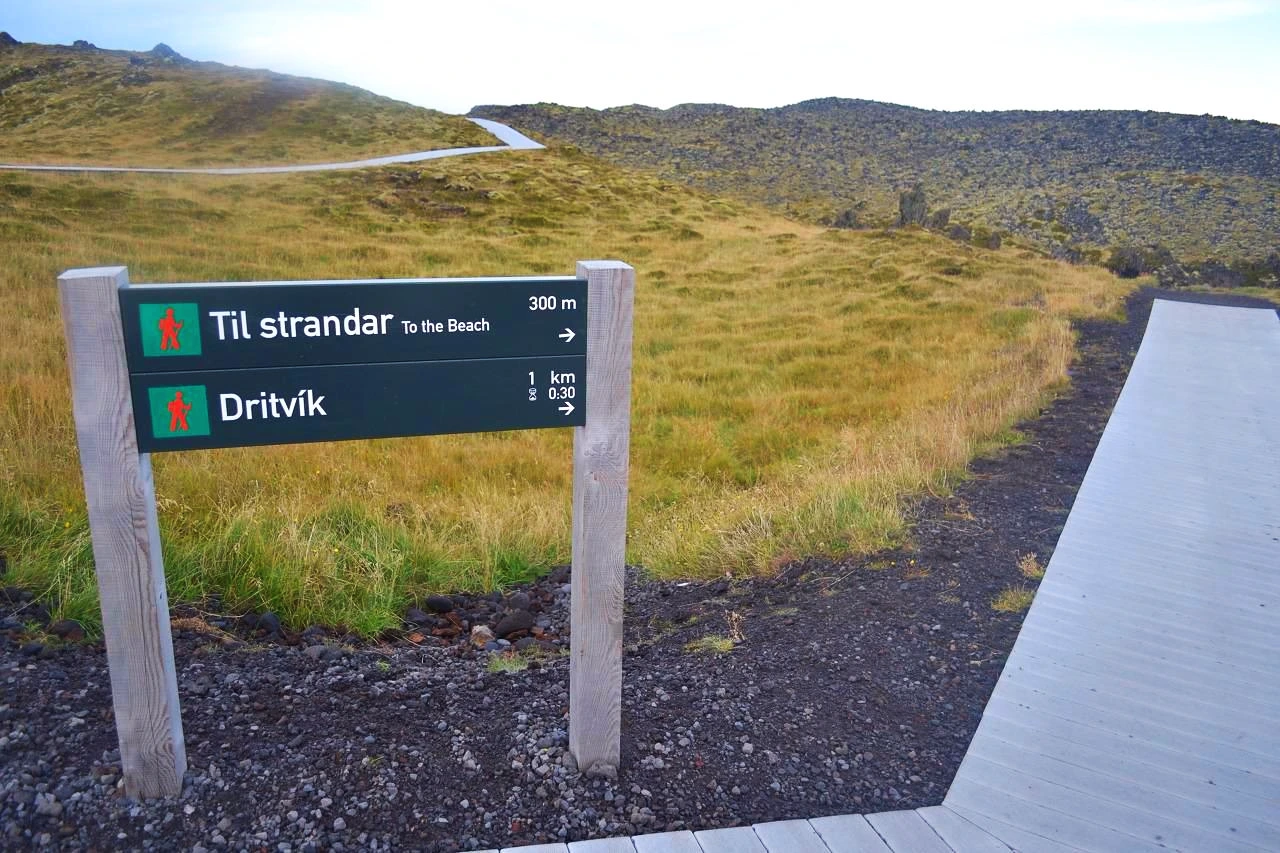 Til strandar To the Beach 300 m
→
Dritvík 1 km
0:30
→